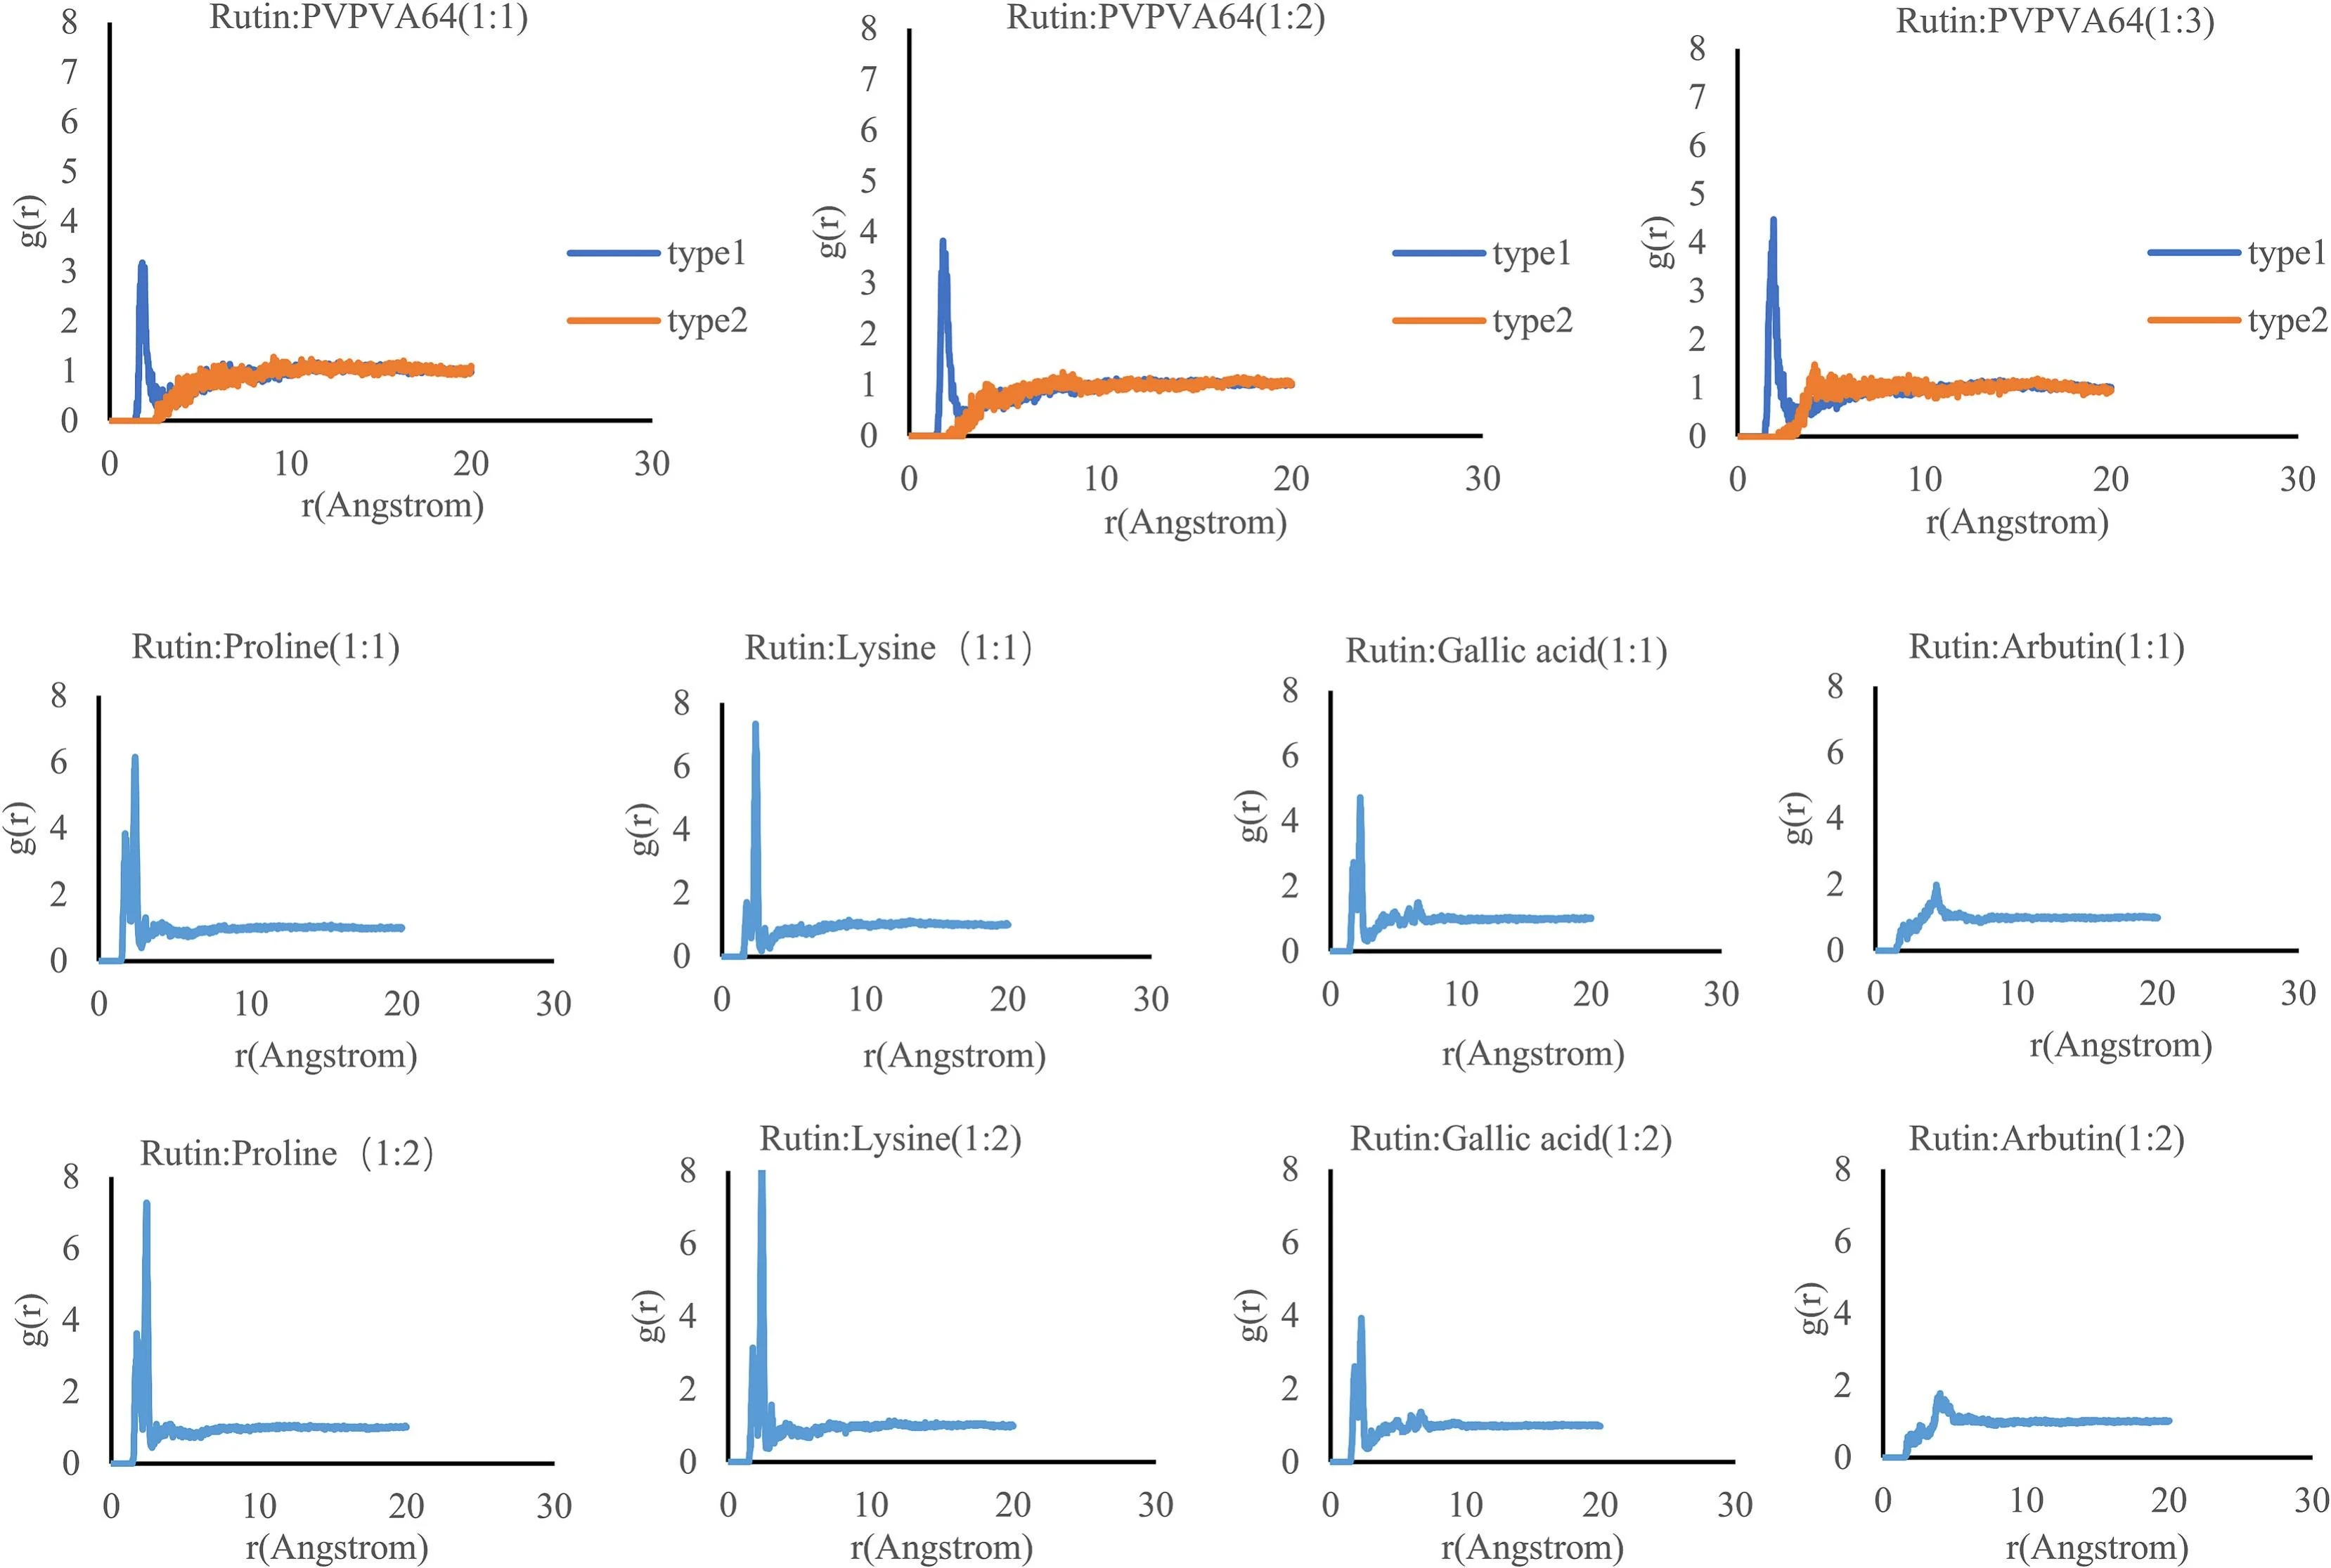 Rutin:PVPVA64(1:1)
8
7
6
5
4
3
2
1
0
g(r)
0 10 20 30
r(Angstrom)
type1
type2
Rutin:PVPVA64(1:2)
8
7
6
5
4
3
2
1
0
g(r)
0 10 20 30
r(Angstrom)
type1
type2
Rutin:PVPVA64(1:3)
8
7
6
5
4
3
2
1
0
g(r)
0 10 20 30
r(Angstrom)
type1
type2
Rutin:Proline(1:1)
8
6
4
2
0
g(r)
0 10 20 30
r(Angstrom)
Rutin:Lysine（1:1）
8
6
4
2
0
g(r)
0 10 20 30
r(Angstrom)
Rutin:Gallic acid(1:1)
8
6
4
2
0
g(r)
0 10 20 30
r(Angstrom)
Rutin:Arbutin(1:1)
8
6
4
2
0
g(r)
0 10 20 30
r(Angstrom)
Rutin:Proline（1:2）
8
6
4
2
0
g(r)
0 10 20 30
r(Angstrom)
Rutin:Lysine(1:2)
8
6
4
2
0
g(r)
0 10 20 30
r(Angstrom)
Rutin:Gallic acid(1:2)
8
6
4
2
0
g(r)
0 10 20 30
r(Angstrom)
Rutin:Arbutin(1:2)
8
6
4
2
0
g(r)
0 10 20 30
r(Angstrom)